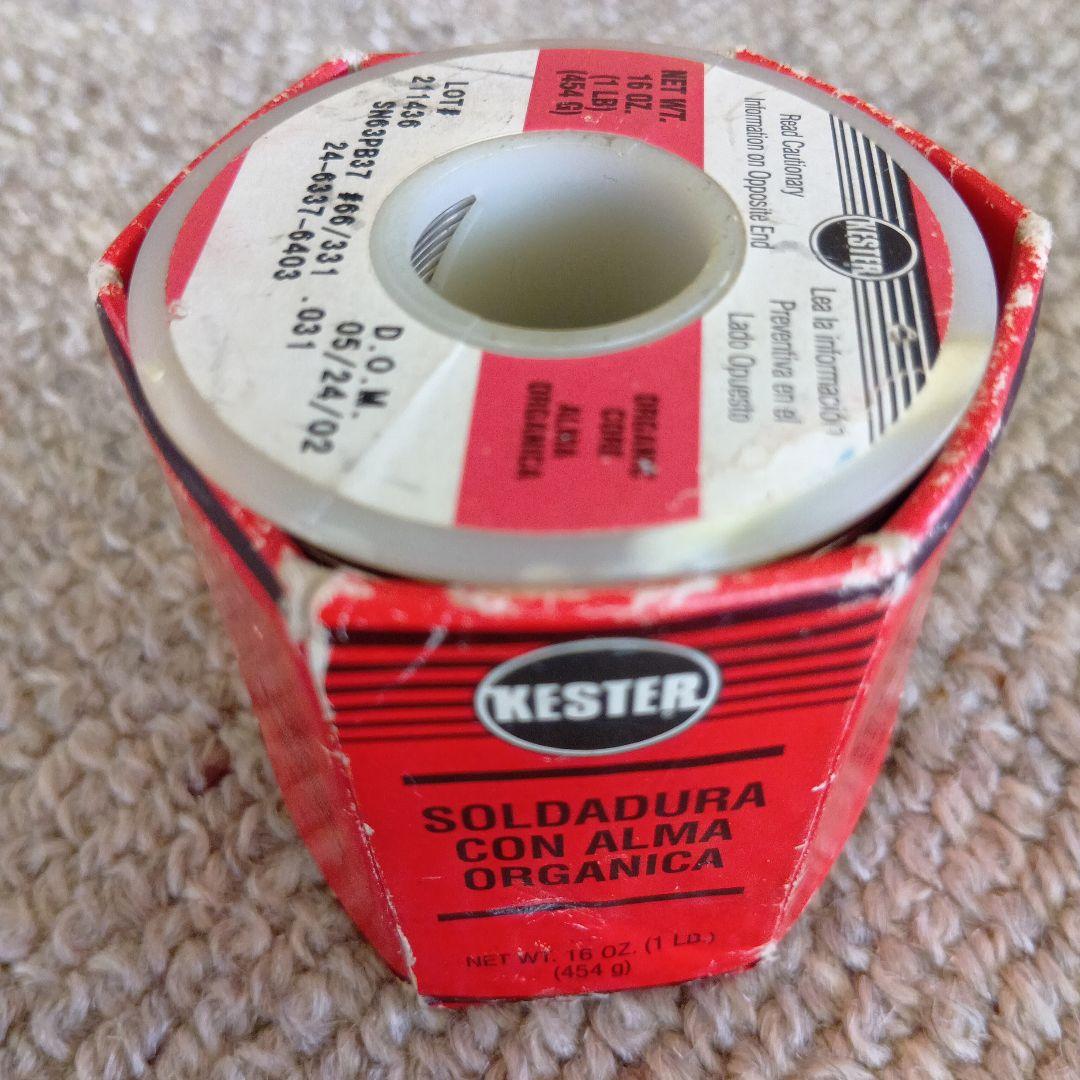 LOT#
211436
SN63PB37 #66/331 .031
24-6337-6403
D.O.M.
05/24/02
NET WT.
16 OZ.
(1 LB)
(454 g)
Read Cautionary
Information on Opposite End
KESTER
Lea la información
Preventiva en el
Lado Opuesto
ORGANIC
CORE
ALMA
ORGANICA
KESTER
SOLDADURA
CON ALMA
ORGANICA
NET WT. 16 OZ. (1 LB.)
(454 g)